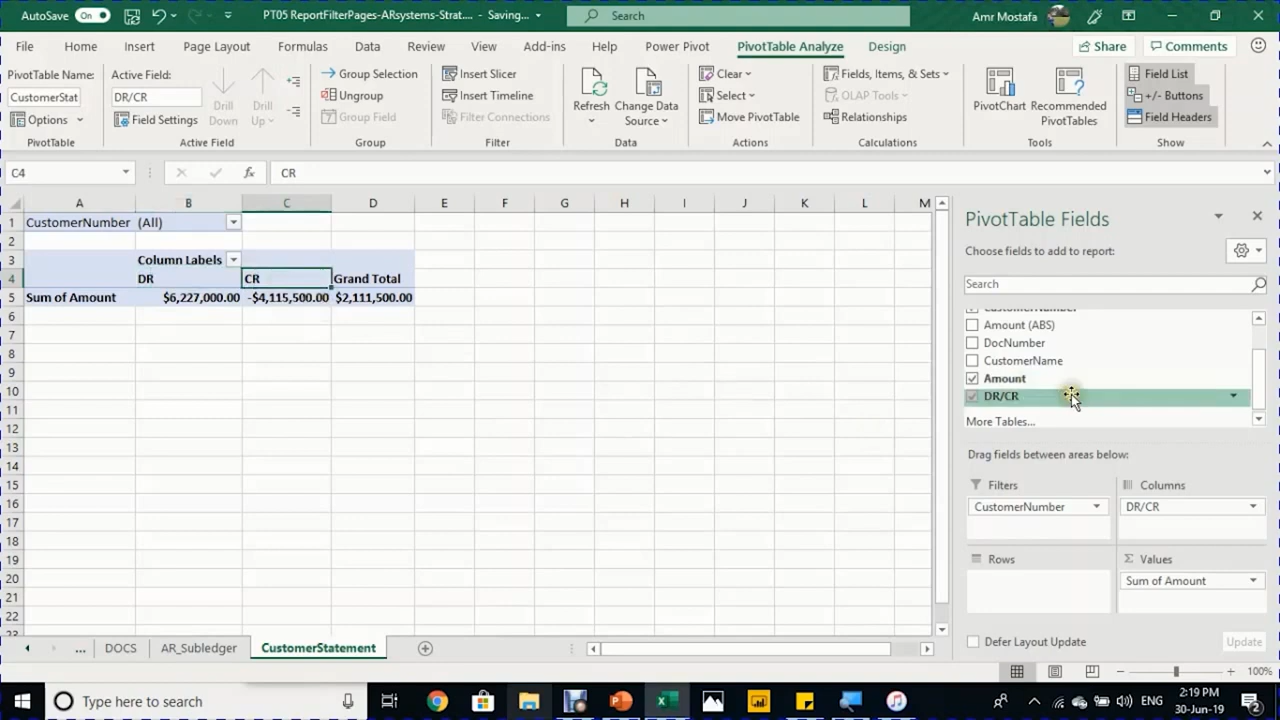 AutoSave On PT05 ReportFilterPages-ARsystems-Strat.... - Saving... Search Amr Mostafa
File Home Insert Page Layout Formulas Data Review View Add-ins Help Power Pivot PivotTable Analyze Design Share Comments
PivotTable Name:
CustomerStat
Options
PivotTable
Active Field:
DR/CR
Field Settings
Drill Down
Drill Up
Active Field
Group Selection
Ungroup
Group Field
Group
Insert Slicer
Insert Timeline
Filter Connections
Filter
Refresh
Change Data
Source
Data
Clear
Select
Move PivotTable
Actions
Fields, Items, & Sets
OLAP Tools
Relationships
Calculations
PivotChart
Recommended
PivotTables
Tools
Field List
+/- Buttons
Field Headers
Show
C4 fx CR
A B C D E F G H I J K L M
1 CustomerNumber (All)
2
3 Column Labels
4 DR CR Grand Total
5 Sum of Amount $6,227,000.00 -$4,115,500.00 $2,111,500.00
6
7
8
9
10
11
12
13
14
15
16
17
18
19
20
21
22
23
PivotTable Fields
Choose fields to add to report:
Search
CustomerNumber
Amount (ABS)
DocNumber
CustomerName
Amount
DR/CR
More Tables...
Drag fields between areas below:
Filters
CustomerNumber
Columns
DR/CR
Rows
Values
Sum of Amount
Defer Layout Update Update
... DOCS AR_Subledger CustomerStatement
100%
Type here to search
ENG
2:19 PM
30-Jun-19
2